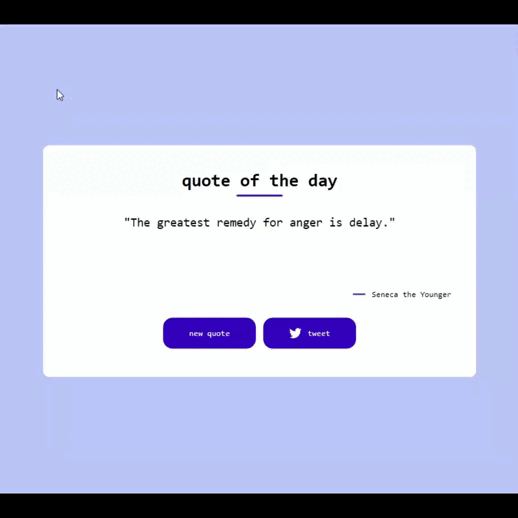 quote of the day
"The greatest remedy for anger is delay."
Seneca the Younger
new quote
tweet